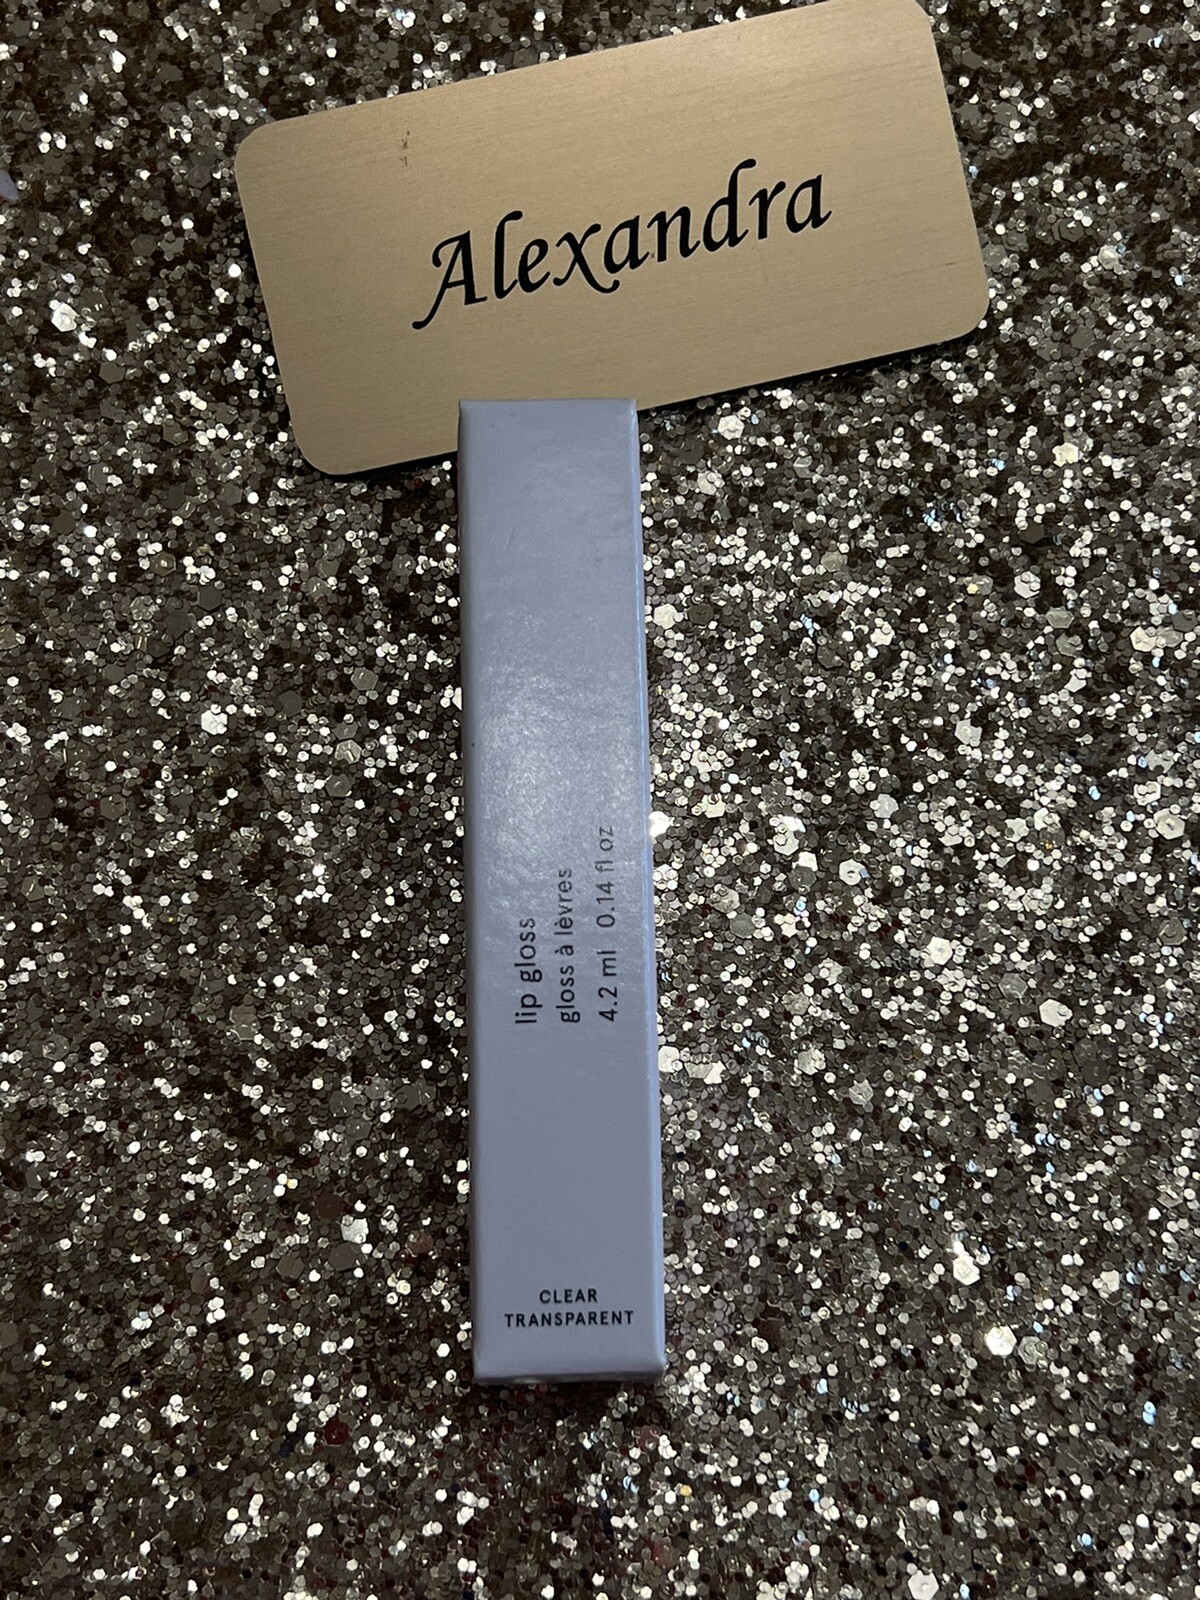 Alexandra
lip gloss
gloss à lèvres
4.2 ml 0.14 fl oz
CLEAR
TRANSPARENT